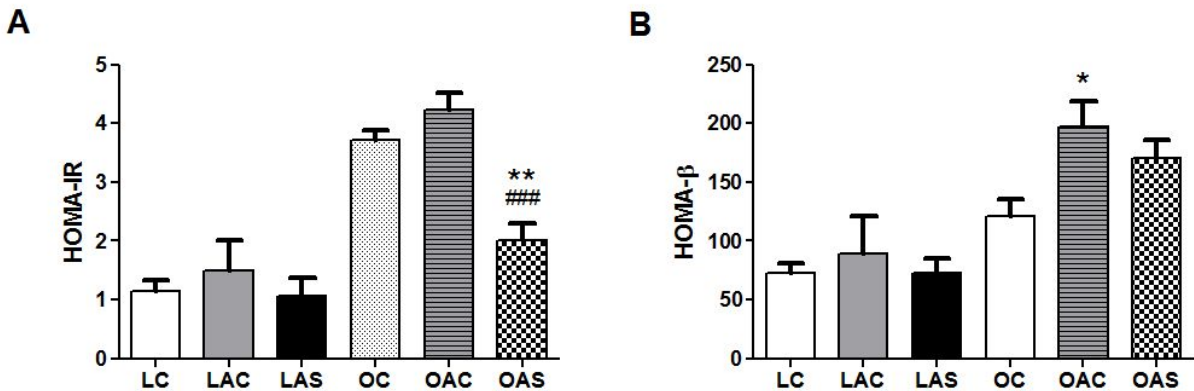 A
HOMA-IR
5
4
3
2
1
0
**
###
LC LAC LAS OC OAC OAS
B
HOMA-β
250
200
150
100
50
0
*
LC LAC LAS OC OAC OAS